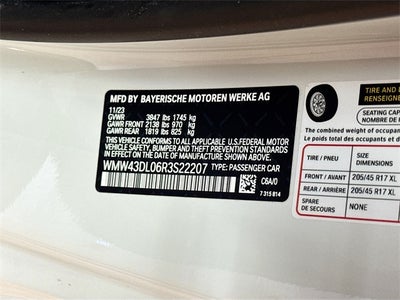 MFD BY BAYERISCHE MOTOREN WERKE AG
11/23
GVWR 3847 lbs 1745 kg
GAWR FRONT 2138 lbs 970 kg
GAWR REAR 1819 lbs 825 kg
THIS VEHICLE CONFORMS TO ALL APPLICABLE U.S. FEDERAL MOTOR
VEHICLE SAFETY, BUMPER AND THEFT PREVENTION STANDARDS
IN EFFECT ON THE DATE OF MANUFACTURE SHOWN ABOVE.
WMW43DL06R3S22207 TYPE: PASSENGER CAR
C6A/0
7 315 814
TIRE AND
RENSEIGNE
SEATING CAP
The combined weight of occupan
Le poids total des occupants
TIRE / PNEU SIZE
DIMENSIONS
FRONT / AVANT 205/45 R17 XL
REAR / ARRIÈRE 205/45 R17 XL
SPARE DE SECOURS NONE